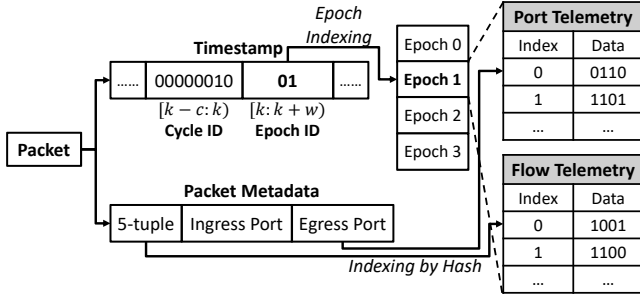 Epoch
Indexing
Timestamp
...... 00000010 01 ......
[k − c: k) [k: k + w)
Cycle ID Epoch ID
Packet
Packet Metadata
5-tuple Ingress Port Egress Port
Indexing by Hash
Epoch 0
Epoch 1
Epoch 2
Epoch 3
Port Telemetry
Index Data
0 0110
1 1101
... ...
Flow Telemetry
Index Data
0 1001
1 1100
... ...